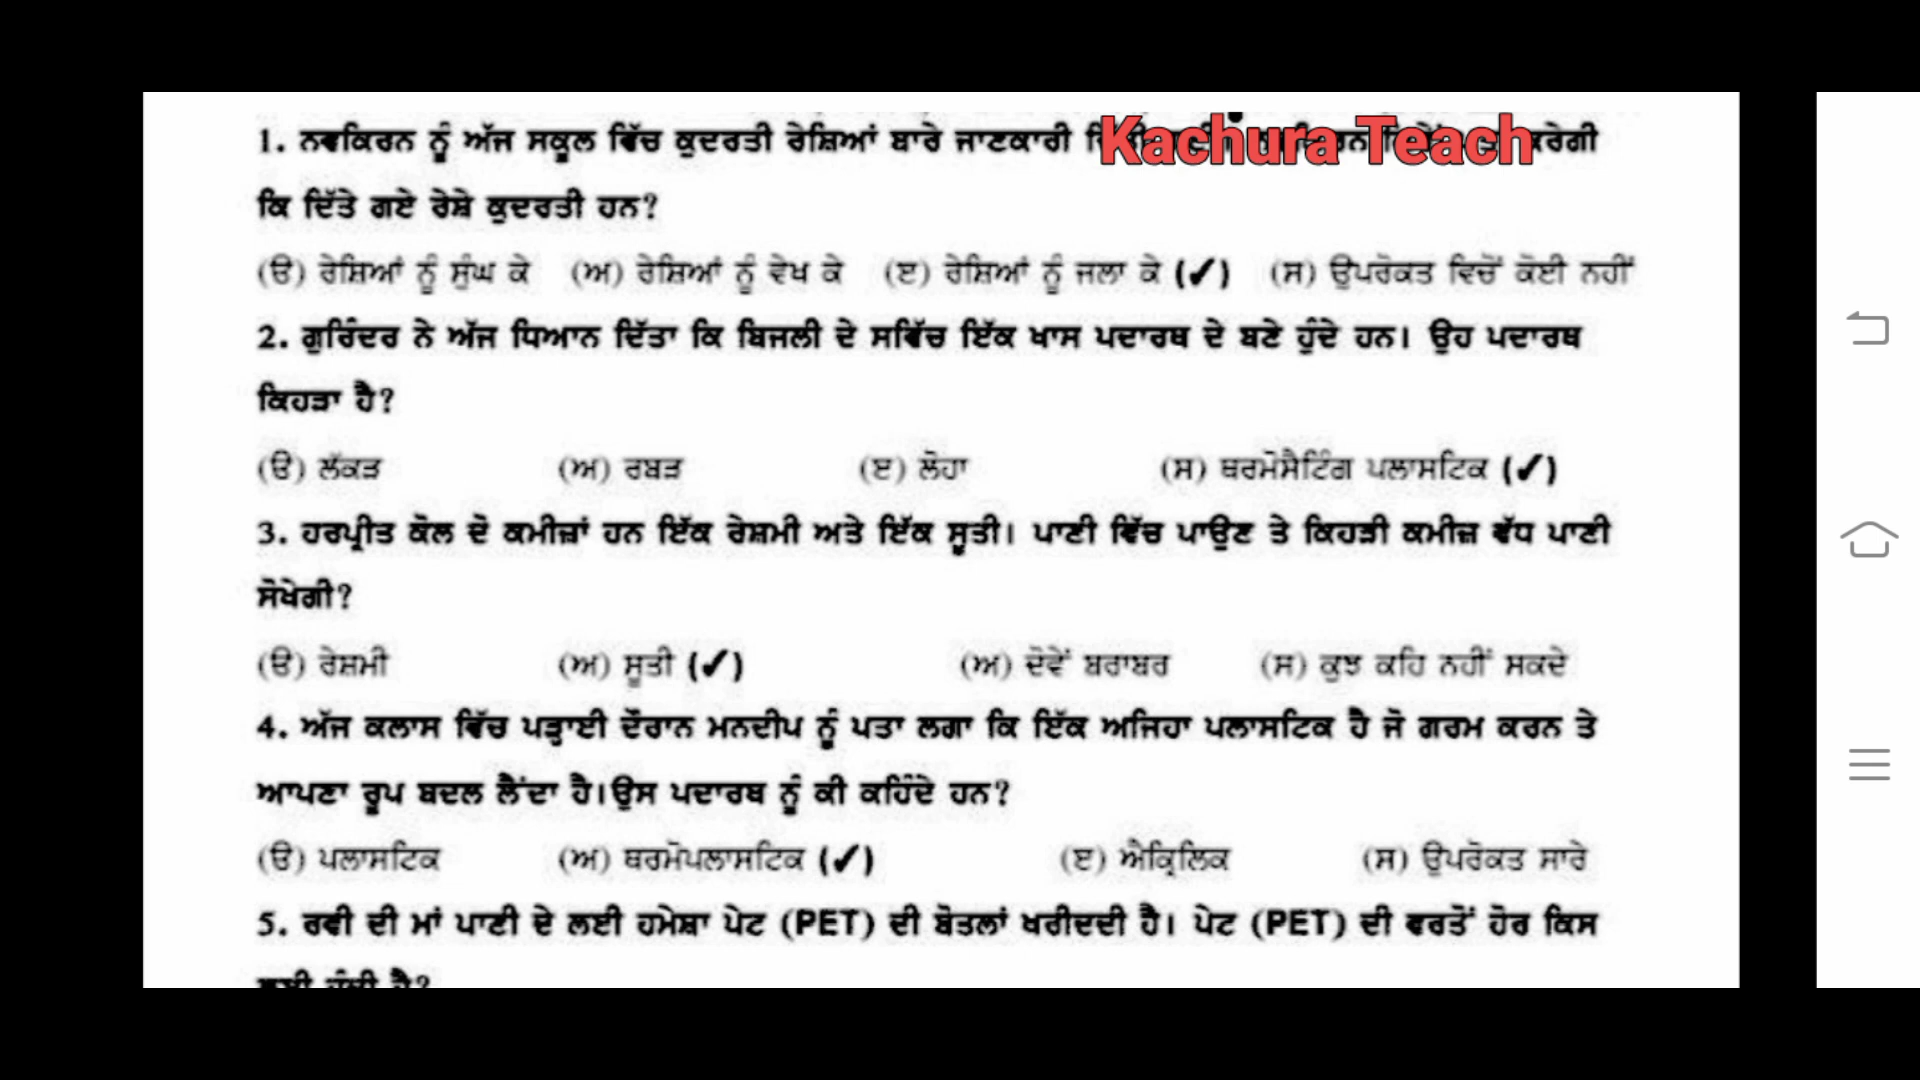 1. ਨਵਕਿਰਨ ਨੂੰ ਅੱਜ ਸਕੂਲ ਵਿੱਚ ਕੁਦਰਤੀ ਰੇਸ਼ਿਆਂ ਬਾਰੇ ਜਾਣਕਾਰੀ ਕਰੇਗੀ
Kachura Teach
ਕਿ ਦਿੱਤੇ ਗਏ ਰੇਸ਼ੇ ਕੁਦਰਤੀ ਹਨ?
(ੳ) ਰੇਸ਼ਿਆਂ ਨੂੰ ਸੁੰਘ ਕੇ (ਅ) ਰੇਸ਼ਿਆਂ ਨੂੰ ਵੇਖ ਕੇ (ੲ) ਰੇਸ਼ਿਆਂ ਨੂੰ ਜਲਾ ਕੇ (✓) (ਸ) ਉਪਰੋਕਤ ਵਿਚੋਂ ਕੋਈ ਨਹੀਂ
2. ਗੁਰਿੰਦਰ ਨੇ ਅੱਜ ਧਿਆਨ ਦਿੱਤਾ ਕਿ ਬਿਜਲੀ ਦੇ ਸਵਿੱਚ ਇੱਕ ਖਾਸ ਪਦਾਰਥ ਦੇ ਬਣੇ ਹੁੰਦੇ ਹਨ। ਉਹ ਪਦਾਰਥ
ਕਿਹੜਾ ਹੈ?
(ੳ) ਲੱਕੜ (ਅ) ਰਬੜ (ੲ) ਲੋਹਾ (ਸ) ਥਰਮੋਸੈਟਿੰਗ ਪਲਾਸਟਿਕ (✓)
3. ਹਰਪ੍ਰੀਤ ਕੋਲ ਦੋ ਕਮੀਜ਼ਾਂ ਹਨ ਇੱਕ ਰੇਸ਼ਮੀ ਅਤੇ ਇੱਕ ਸੂਤੀ। ਪਾਣੀ ਵਿੱਚ ਪਾਉਣ ਤੇ ਕਿਹੜੀ ਕਮੀਜ਼ ਵੱਧ ਪਾਣੀ
ਸੋਖੇਗੀ?
(ੳ) ਰੇਸ਼ਮੀ (ਅ) ਸੂਤੀ (✓) (ਅ) ਦੋਵੇਂ ਬਰਾਬਰ (ਸ) ਕੁਝ ਕਹਿ ਨਹੀਂ ਸਕਦੇ
4. ਅੱਜ ਕਲਾਸ ਵਿੱਚ ਪੜ੍ਹਾਈ ਦੌਰਾਨ ਮਨਦੀਪ ਨੂੰ ਪਤਾ ਲਗਾ ਕਿ ਇੱਕ ਅਜਿਹਾ ਪਲਾਸਟਿਕ ਹੈ ਜੋ ਗਰਮ ਕਰਨ ਤੇ
ਆਪਣਾ ਰੂਪ ਬਦਲ ਲੈਂਦਾ ਹੈ।ਉਸ ਪਦਾਰਥ ਨੂੰ ਕੀ ਕਹਿੰਦੇ ਹਨ?
(ੳ) ਪਲਾਸਟਿਕ (ਅ) ਥਰਮੋਪਲਾਸਟਿਕ (✓) (ੲ) ਐਕ੍ਰਿਲਿਕ (ਸ) ਉਪਰੋਕਤ ਸਾਰੇ
5. ਰਵੀ ਦੀ ਮਾਂ ਪਾਣੀ ਦੇ ਲਈ ਹਮੇਸ਼ਾ ਪੇਟ (PET) ਦੀ ਬੋਤਲਾਂ ਖਰੀਦਦੀ ਹੈ। ਪੇਟ (PET) ਦੀ ਵਰਤੋਂ ਹੋਰ ਕਿਸ